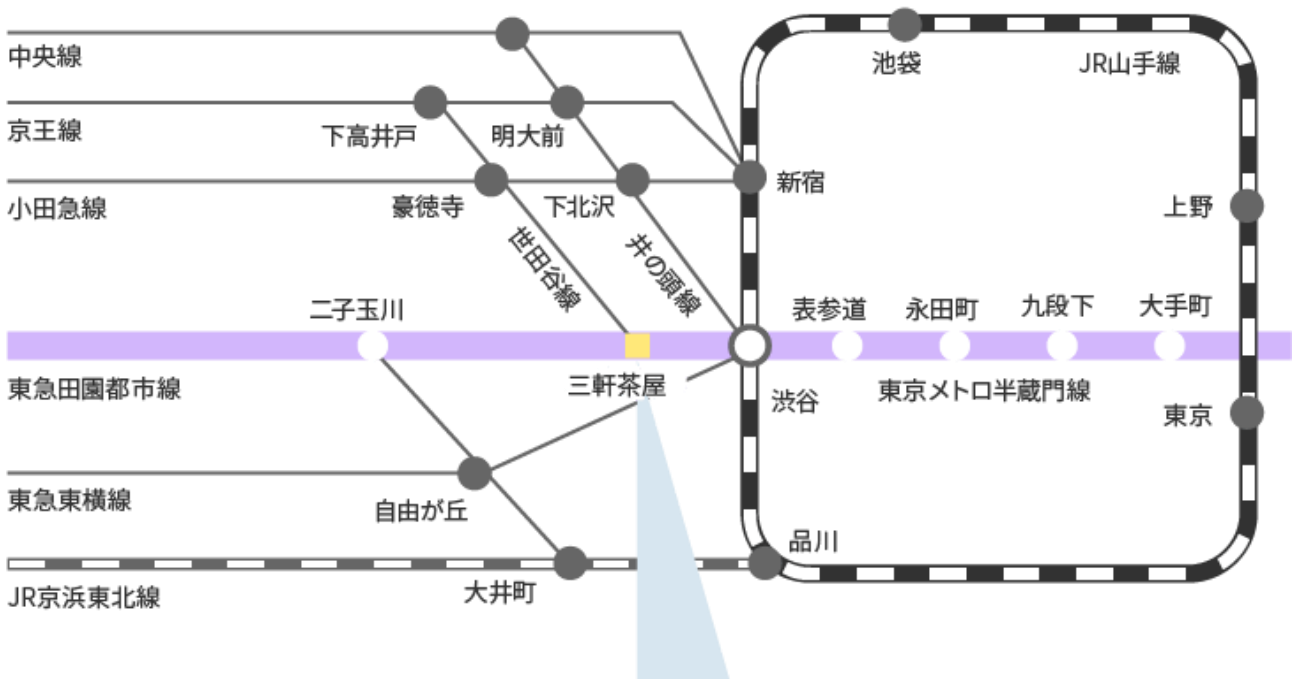 中央線
池袋
JR山手線
京王線
下高井戸
明大前
新宿
小田急線
豪徳寺
下北沢
上野
世田谷線
井の頭線
二子玉川
表参道
永田町
九段下
大手町
東急田園都市線
三軒茶屋
渋谷
東京メトロ半蔵門線
東京
東急東横線
自由が丘
品川
JR京浜東北線
大井町